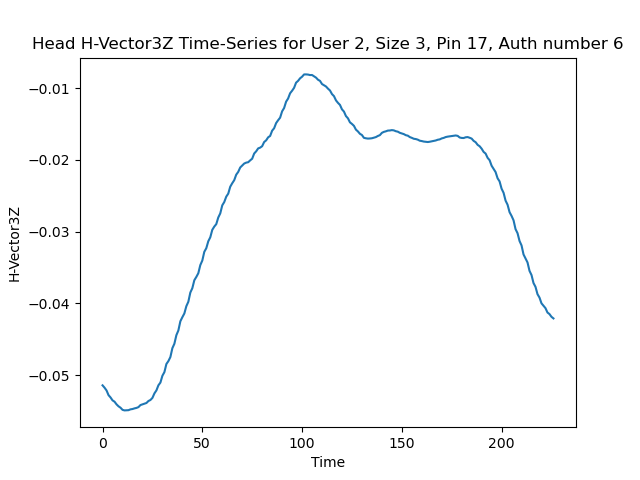 Head H-Vector3Z Time-Series for User 2, Size 3, Pin 17, Auth number 6
−0.01
−0.02
−0.03
−0.04
−0.05
H-Vector3Z
0 50 100 150 200
Time